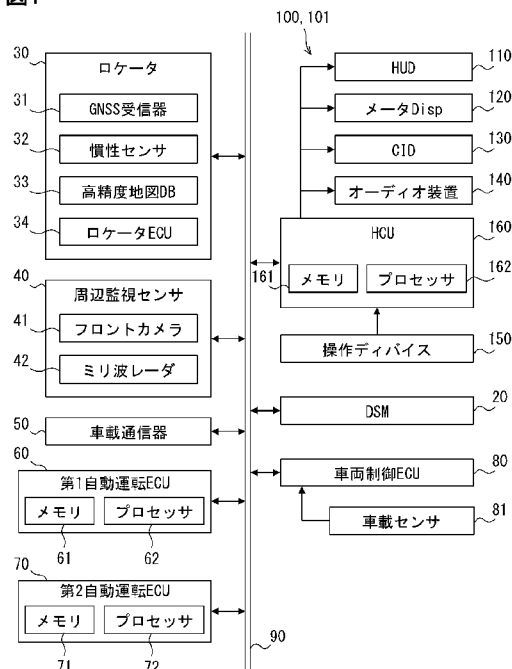 図1
100, 101
30
ロケータ
31
GNSS受信器
32
慣性センサ
33
高精度地図DB
34
ロケータECU
40
周辺監視センサ
41
フロントカメラ
42
ミリ波レーダ
50
車載通信器
60
第1自動運転ECU
メモリ
プロセッサ
61
62
70
第2自動運転ECU
メモリ
プロセッサ
71
72
90
HUD
110
メータDisp
120
CID
130
オーディオ装置
140
HCU
160
メモリ
161
プロセッサ
162
操作ディバイス
150
DSM
20
車両制御ECU
80
車載センサ
81